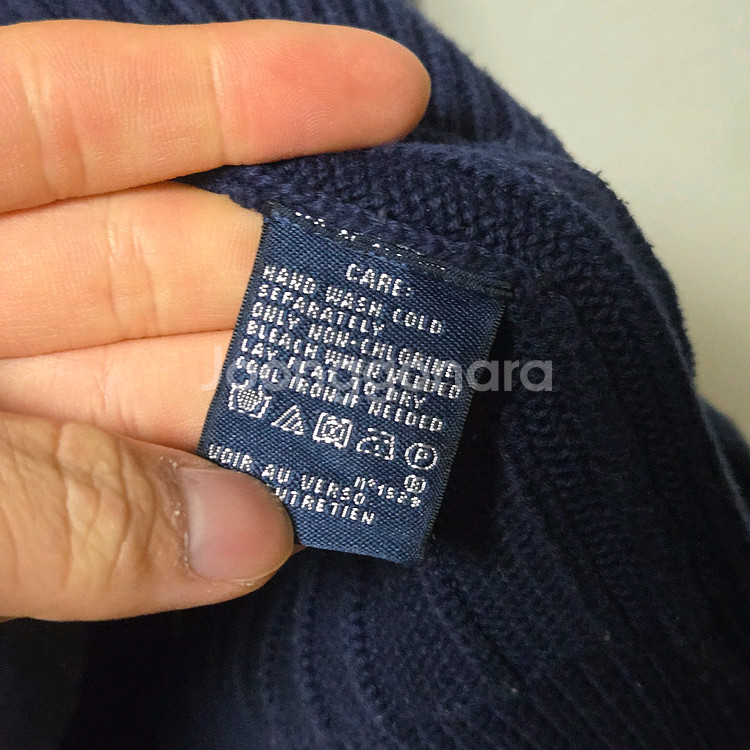 CARE:
HAND WASH COLD
SEPARATELY
ONLY NON-CHLORINE
BLEACH WHEN NEEDED
LAY FLAT TO DRY
COOL IRON IF NEEDED
P
VOIR AU VERSO
ENTRETIEN